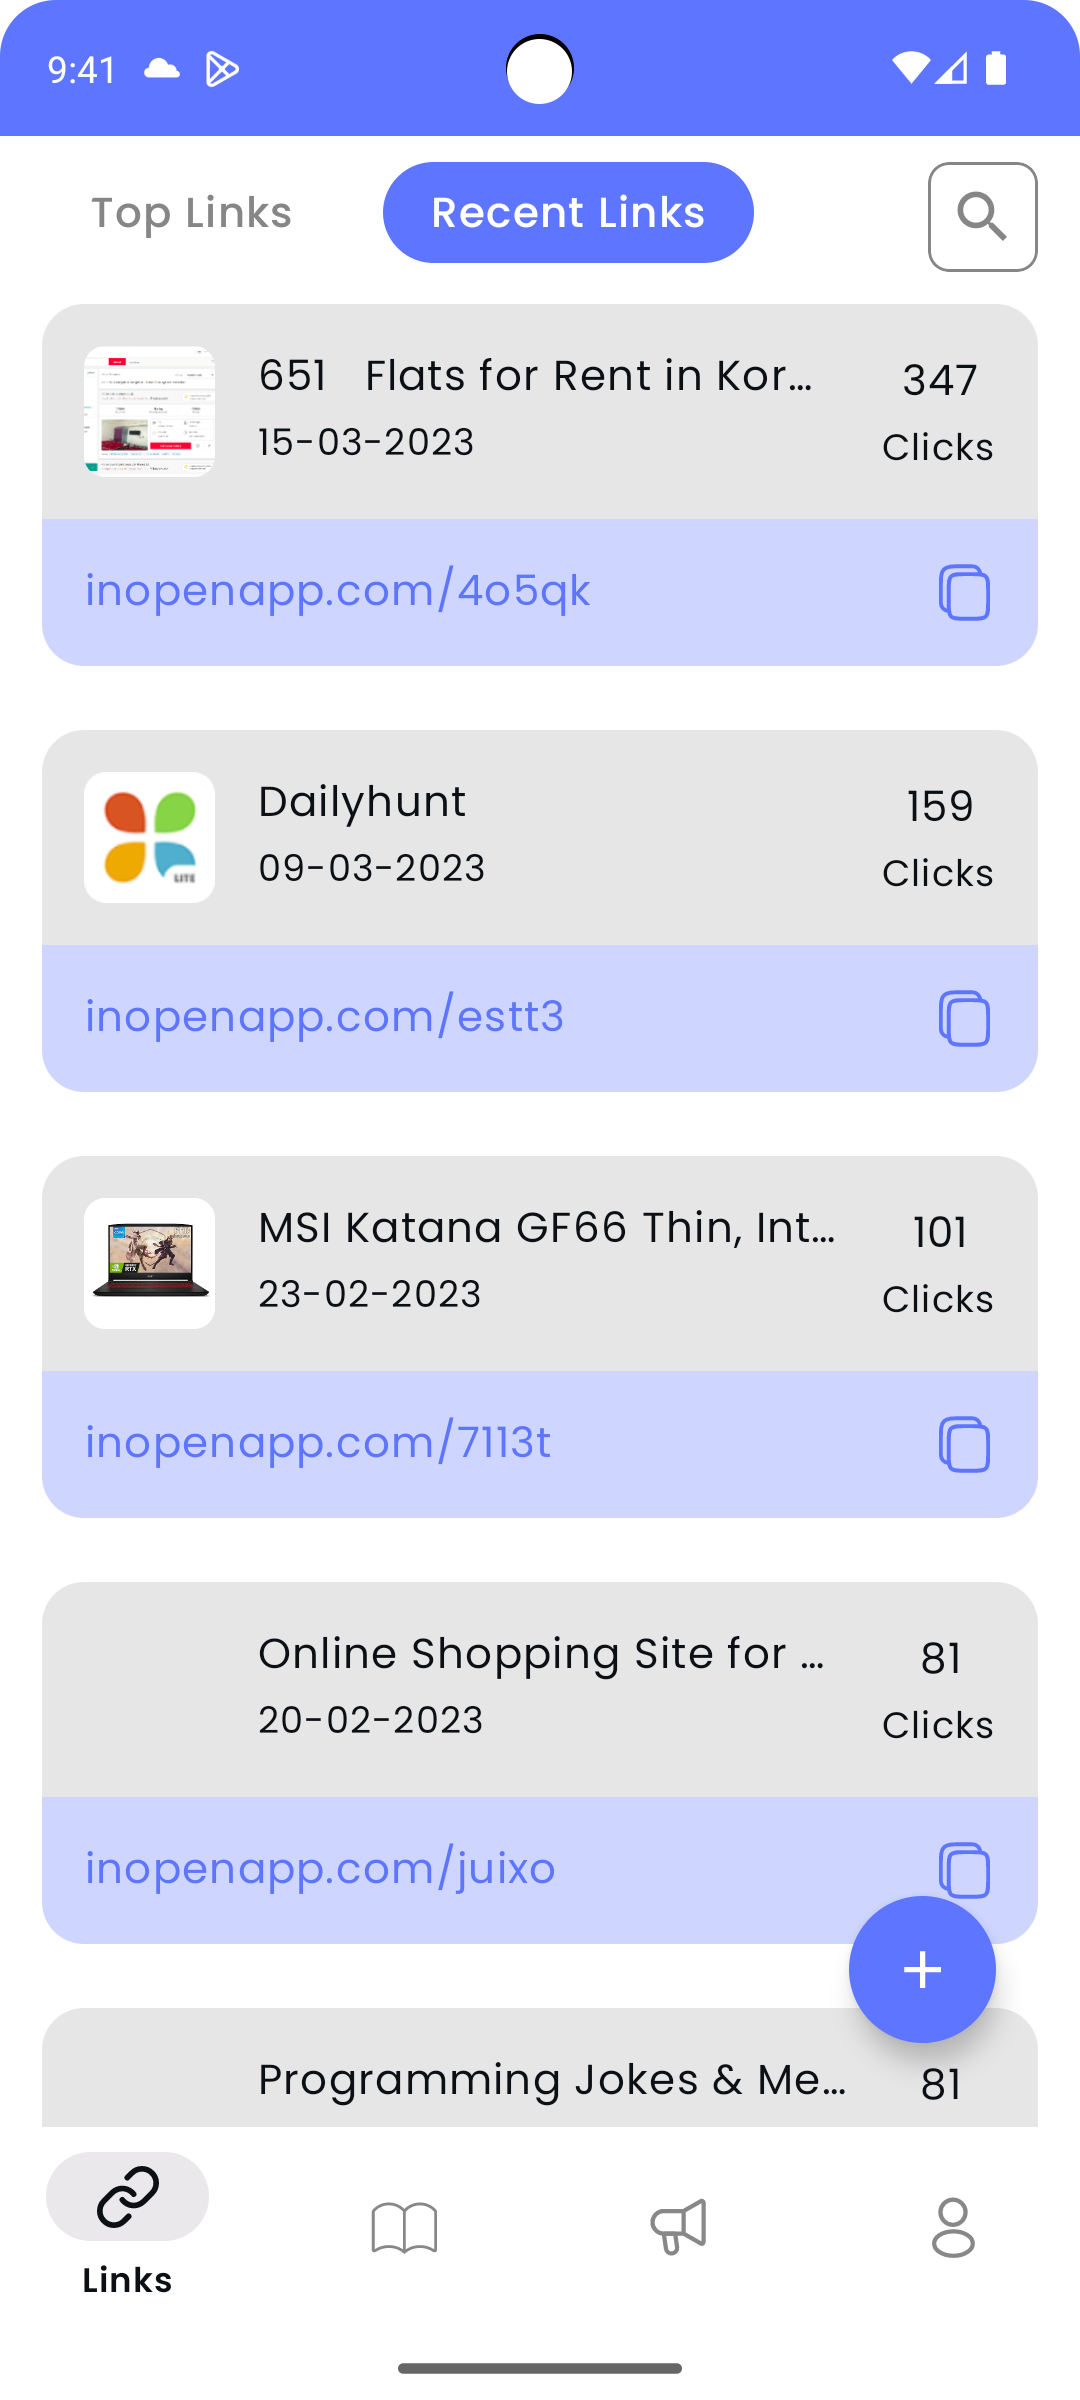 9:41
Top Links
Recent Links
651 Flats for Rent in Kor...
347
15-03-2023
Clicks
inopenapp.com/4o5qk
LITE
Dailyhunt
159
09-03-2023
Clicks
inopenapp.com/estt3
MSI Katana GF66 Thin, Int...
101
23-02-2023
Clicks
inopenapp.com/7113t
Online Shopping Site for ...
81
20-02-2023
Clicks
inopenapp.com/juixo
+
Programming Jokes & Me...
81
Links